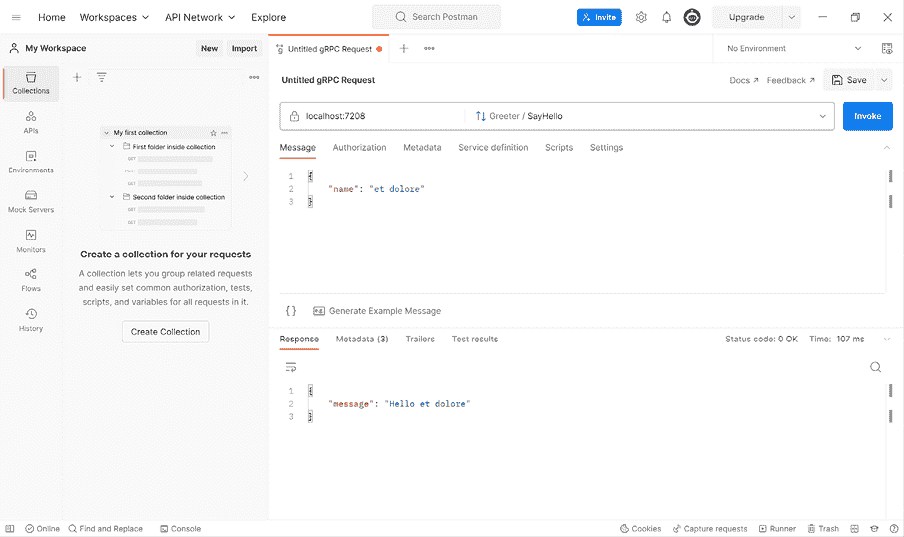 Home Workspaces API Network Explore Search Postman Invite Upgrade
My Workspace New Import Untitled gRPC Request No Environment
Collections
APIs
Environments
Mock Servers
Monitors
Flows
History
My first collection
First folder inside collection
GET
GET
Second folder inside collection
GET
GET
Create a collection for your requests
A collection lets you group related requests
and easily set common authorization, tests,
scripts, and variables for all requests in it.
Create Collection
Untitled gRPC Request Docs Feedback Save
localhost:7208 Greeter / SayHello Invoke
Message Authorization Metadata Service definition Scripts Settings
1 {
2 "name": "et dolore"
3 }
{} Generate Example Message
Response Metadata (3) Trailers Test results Status code: 0 OK Time: 107 ms
1 {
2 "message": "Hello et dolore"
3 }
Online Find and Replace Console Cookies Capture requests Runner Trash